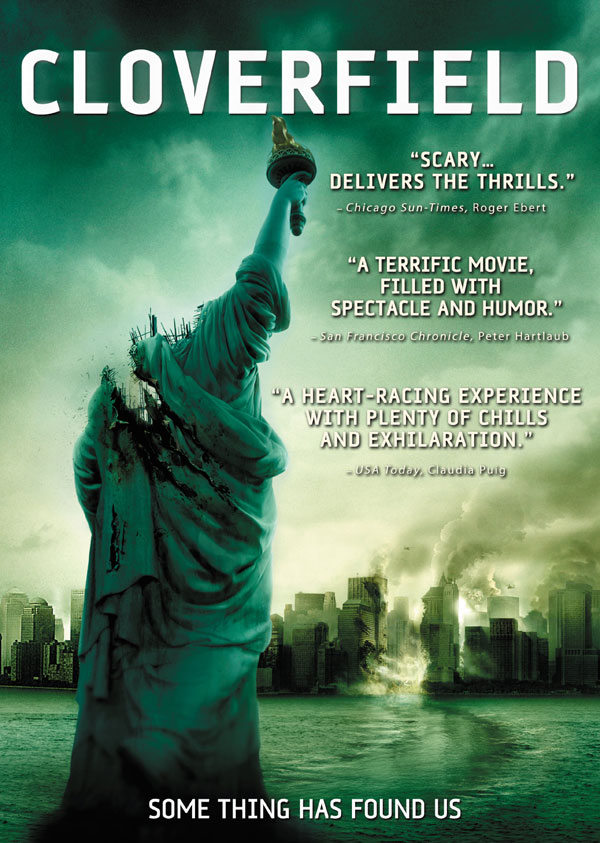 CLOVERFIELD
“SCARY...
DELIVERS THE THRILLS.”
– Chicago Sun-Times, Roger Ebert
“A TERRIFIC MOVIE,
FILLED WITH
SPECTACLE AND HUMOR.”
– San Francisco Chronicle, Peter Hartlaub
“A HEART-RACING EXPERIENCE
WITH PLENTY OF CHILLS
AND EXHILARATION.”
– USA Today, Claudia Puig
SOME THING HAS FOUND US